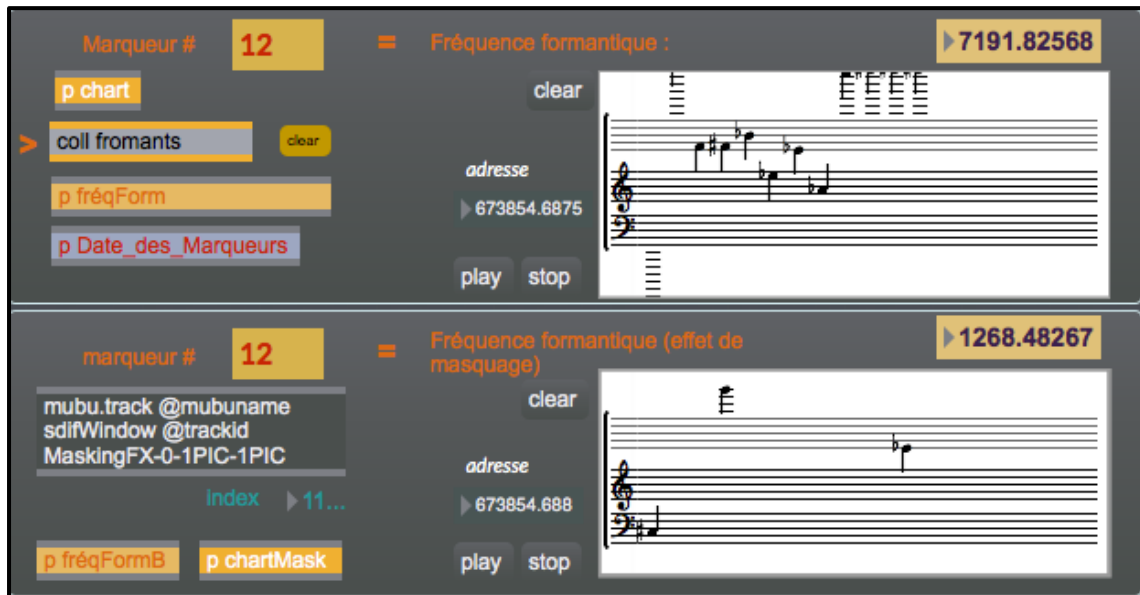 Marqueur #
12
=
Fréquence formantique :
7191.82568
p chart
clear
>
coll fromants
clear
adresse
p fréqForm
673854.6875
p Date_des_Marqueurs
play
stop
marqueur #
12
=
Fréquence formantique (effet de
masquage)
1268.48267
mubu.track @mubuname
sdifWindow @trackid
MaskingFX-0-1PIC-1PIC
clear
adresse
index
11...
673854.688
p fréqFormB
p chartMask
play
stop